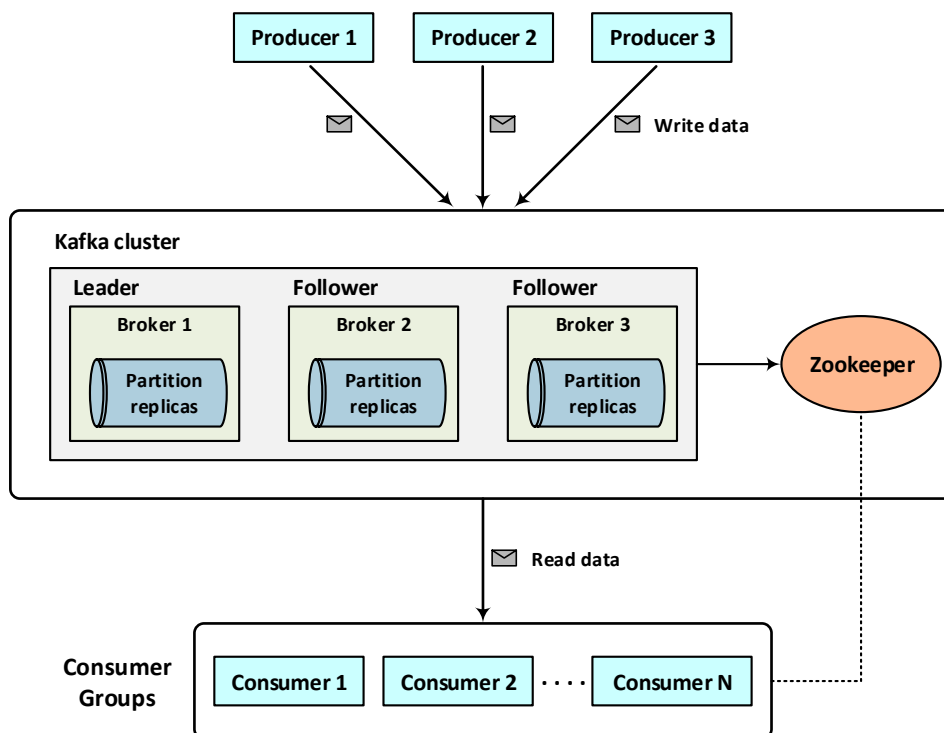 Producer 1
Producer 2
Producer 3
Write data
Kafka cluster
Leader
Follower
Follower
Broker 1
Broker 2
Broker 3
Partition
replicas
Partition
replicas
Partition
replicas
Zookeeper
Read data
Consumer
Groups
Consumer 1
Consumer 2
....
Consumer N